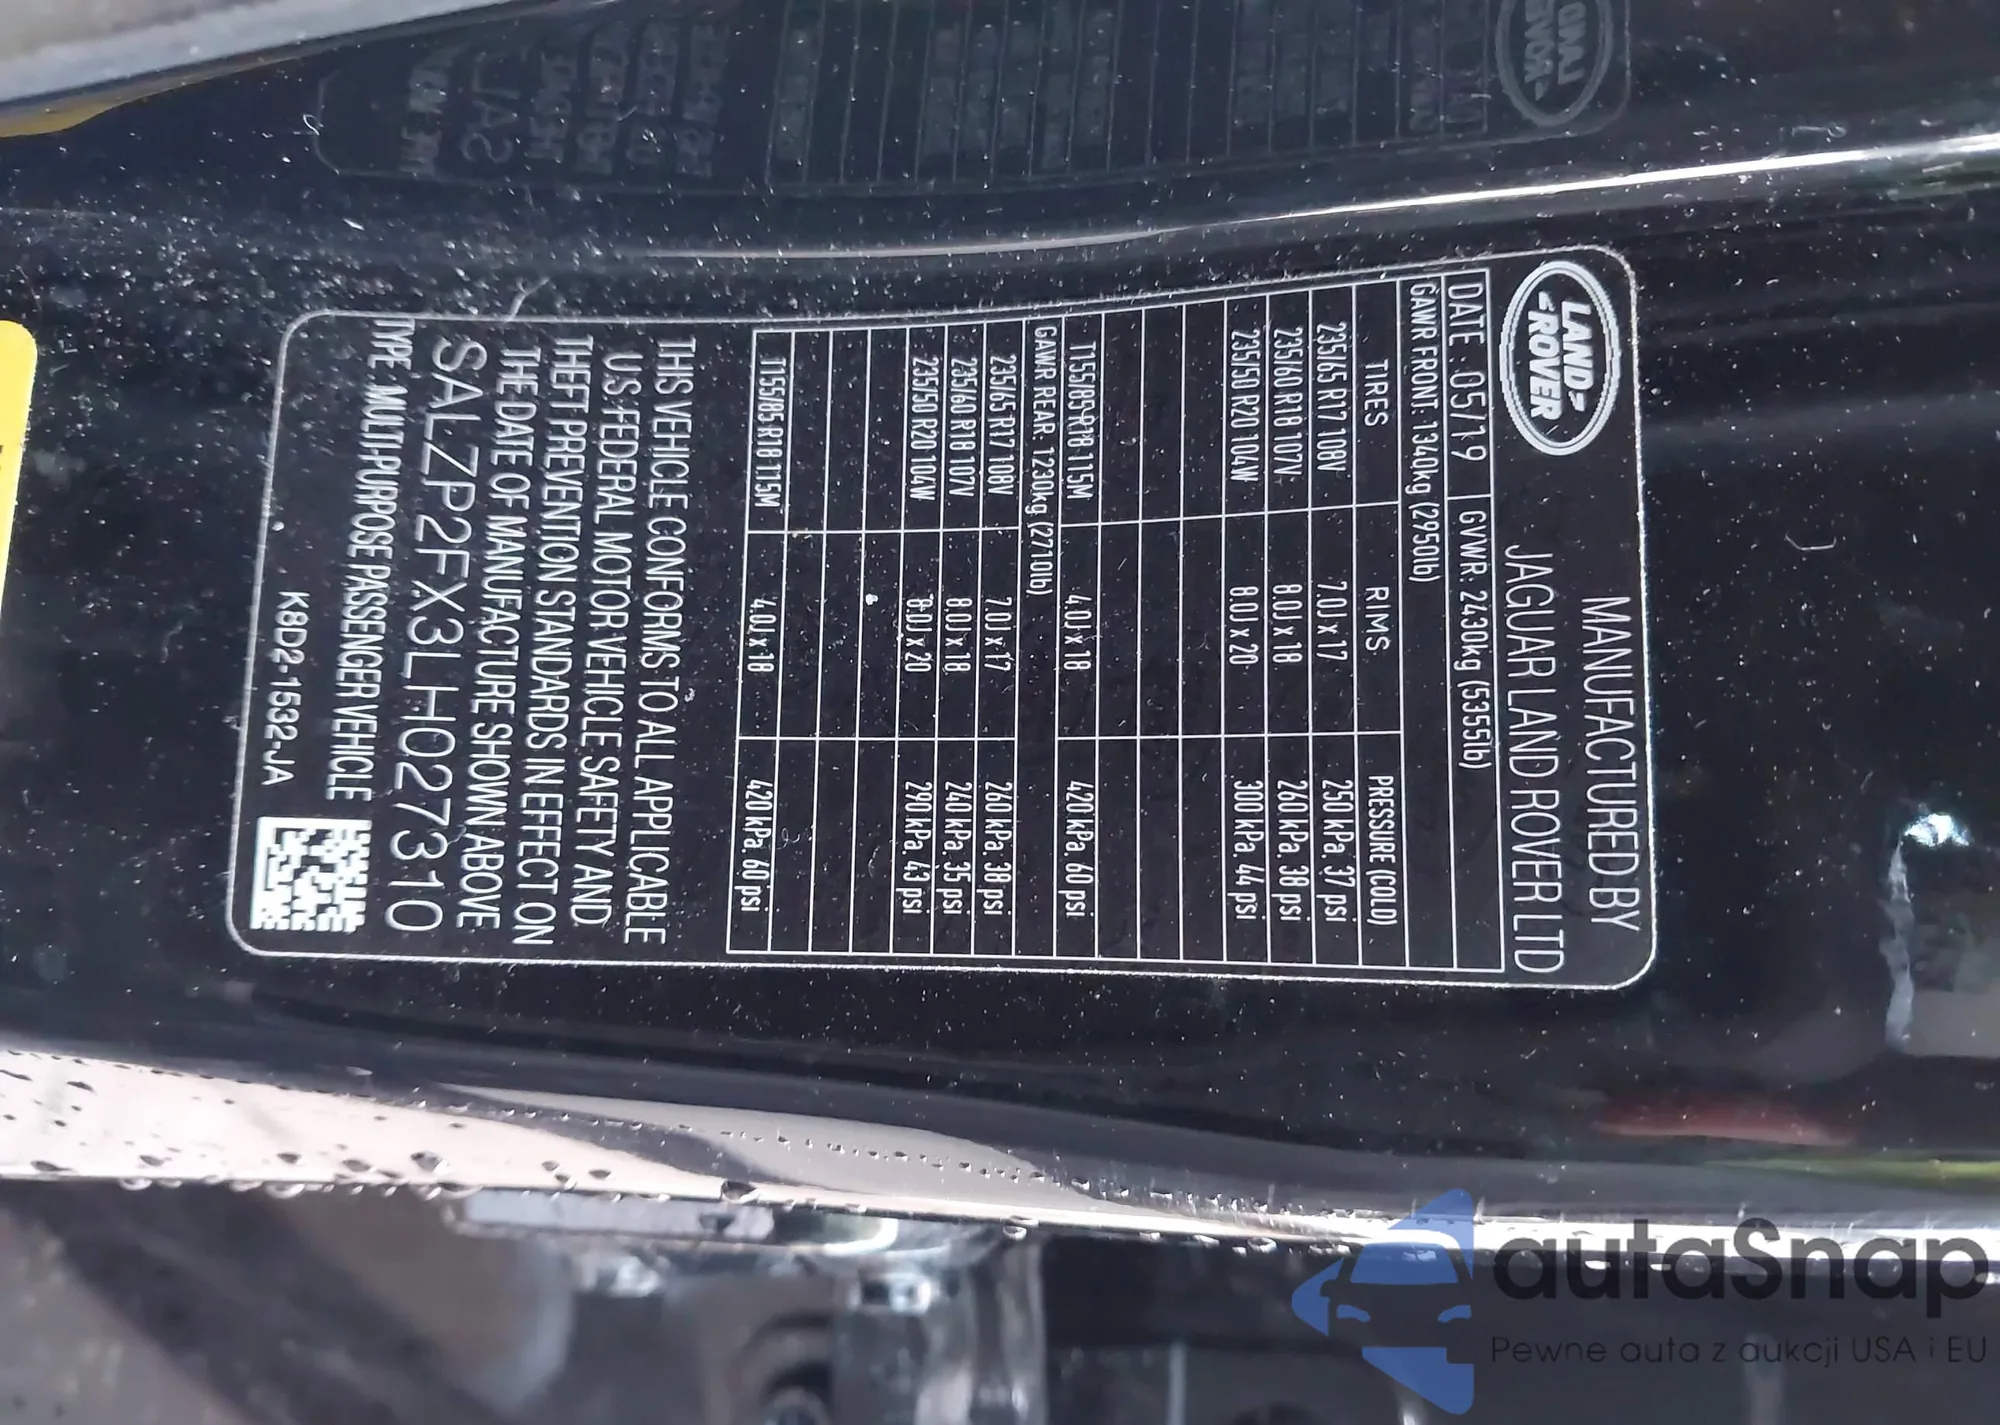 LAND-
-ROVER
MANUFACTURED BY
JAGUAR LAND ROVER LTD
DATE : 05/19 GVWR: 2430kg (5355lb)
GAWR FRONT: 1340kg (2950lb)
TIRES RIMS PRESSURE (COLD)
235/65 R17 108V 7.0J x 17 250 kPa, 37 psi
235/60 R18 107V 8.0J x 18 260 kPa, 38 psi
235/50 R20 104W 8.0J x 20 300 kPa, 44 psi
T155/85 R18 115M 4.0J x 18 420 kPa, 60 psi
GAWR REAR: 1230kg (2710lb)
235/65 R17 108V 7.0J x 17 260 kPa, 38 psi
235/60 R18 107V 8.0J x 18 240 kPa, 35 psi
235/50 R20 104W 8.0J x 20 290 kPa, 43 psi
T155/85 R18 115M 4.0J x 18 420 kPa, 60 psi
THIS VEHICLE CONFORMS TO ALL APPLICABLE
US FEDERAL MOTOR VEHICLE SAFETY AND
THEFT PREVENTION STANDARDS IN EFFECT ON
THE DATE OF MANUFACTURE SHOWN ABOVE
SALZP2FX3LH027310
TYPE: MULTI-PURPOSE PASSENGER VEHICLE
K8D2-1532-JA
autaSnap
Pewne auta z aukcji USA i EU